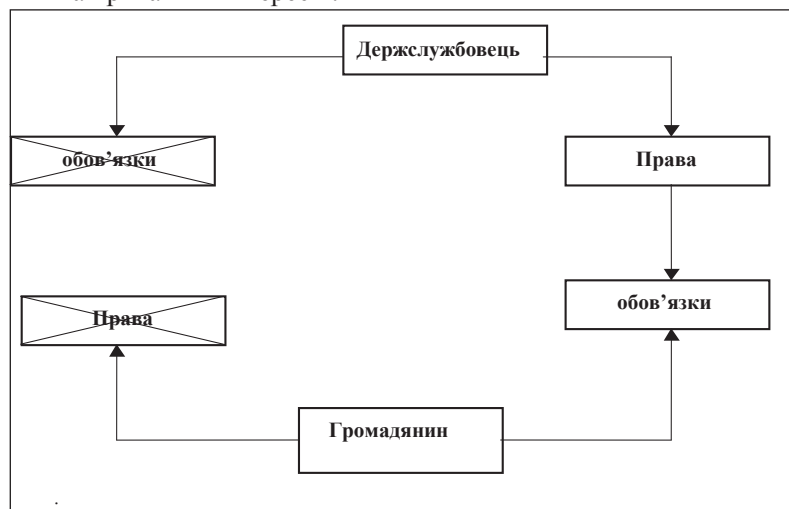 Держслужбовець
обов’язки
Права
Права
обов’язки
Громадянин